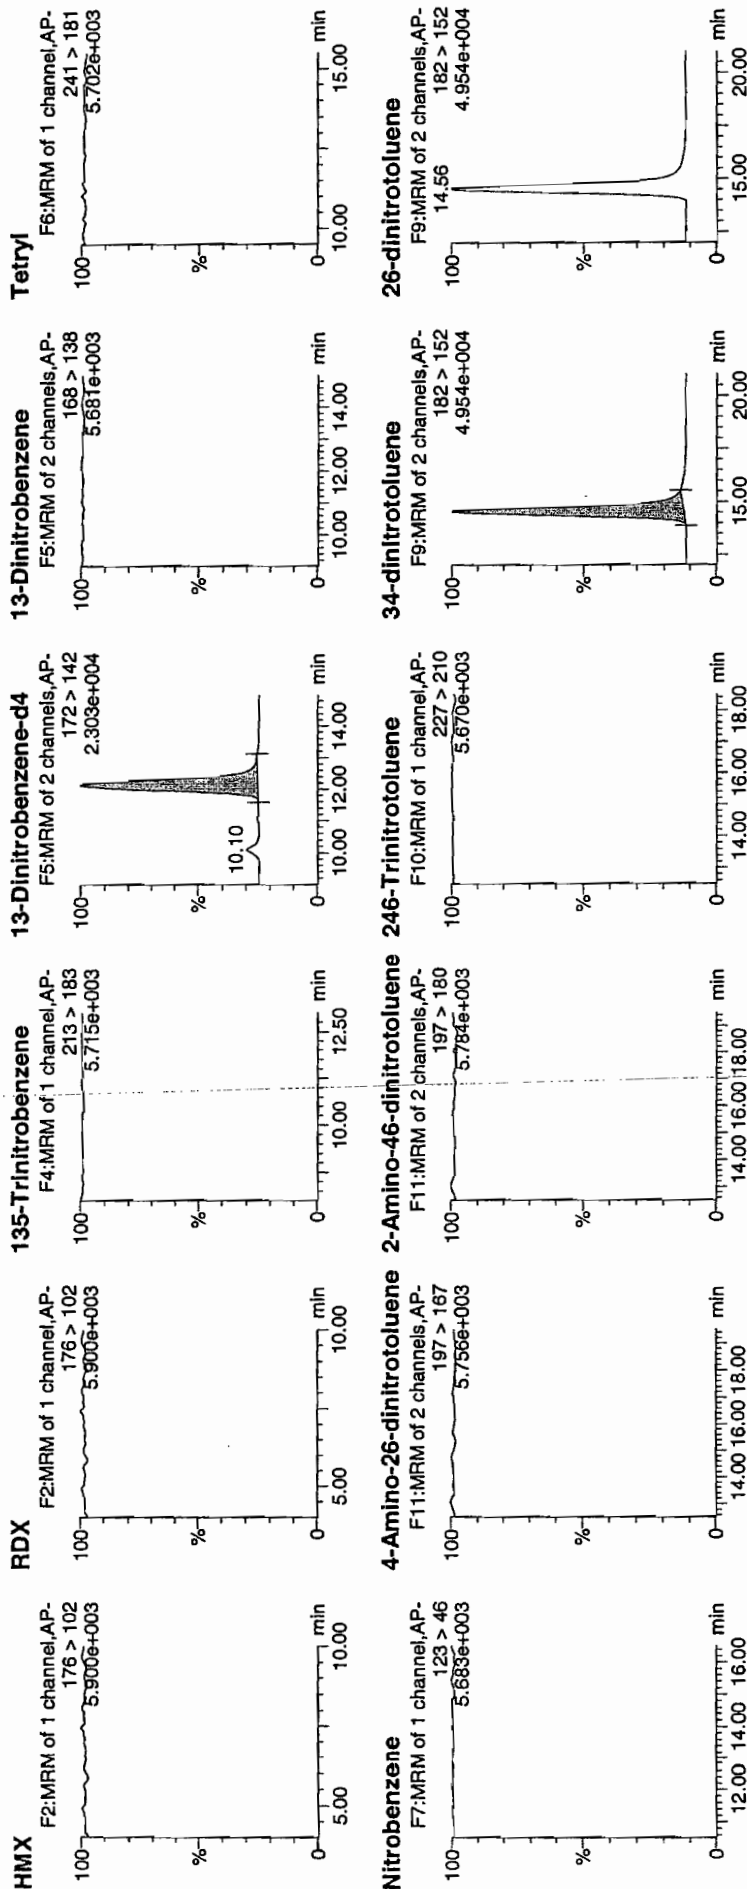 HMX
F2:MRM of 1 channel,AP-
176 > 102
5.900e+003
100
%
0
5.00
10.00
min
RDX
F2:MRM of 1 channel,AP-
176 > 102
5.900e+003
100
%
0
5.00
10.00
min
135-Trinitrobenzene
F4:MRM of 1 channel,AP-
213 > 183
5.715e+003
100
%
0
10.00
12.50
min
13-Dinitrobenzene-d4
F5:MRM of 2 channels,AP-
172 > 142
2.303e+004
100
%
10.10
0
10.00
12.00
14.00
min
13-Dinitrobenzene
F5:MRM of 2 channels,AP-
168 > 138
5.681e+003
100
%
0
10.00
12.00
14.00
min
Tetryl
F6:MRM of 1 channel,AP-
241 > 181
5.702e+003
100
%
0
10.00
15.00
min
Nitrobenzene
F7:MRM of 1 channel,AP-
123 > 46
5.683e+003
100
%
0
12.00
14.00
16.00
min
4-Amino-26-dinitrotoluene
F11:MRM of 2 channels,AP-
197 > 167
5.756e+003
100
%
0
14.00
16.00
18.00
min
2-Amino-46-dinitrotoluene
F11:MRM of 2 channels,AP-
197 > 180
5.784e+003
100
%
0
14.00
16.00
18.00
min
246-Trinitrotoluene
F10:MRM of 1 channel,AP-
227 > 210
5.670e+003
100
%
0
14.00
16.00
18.00
min
34-dinitrotoluene
F9:MRM of 2 channels,AP-
182 > 152
4.954e+004
100
%
0
15.00
20.00
min
26-dinitrotoluene
F9:MRM of 2 channels,AP-
14.56
182 > 152
4.954e+004
100
%
0
15.00
20.00
min